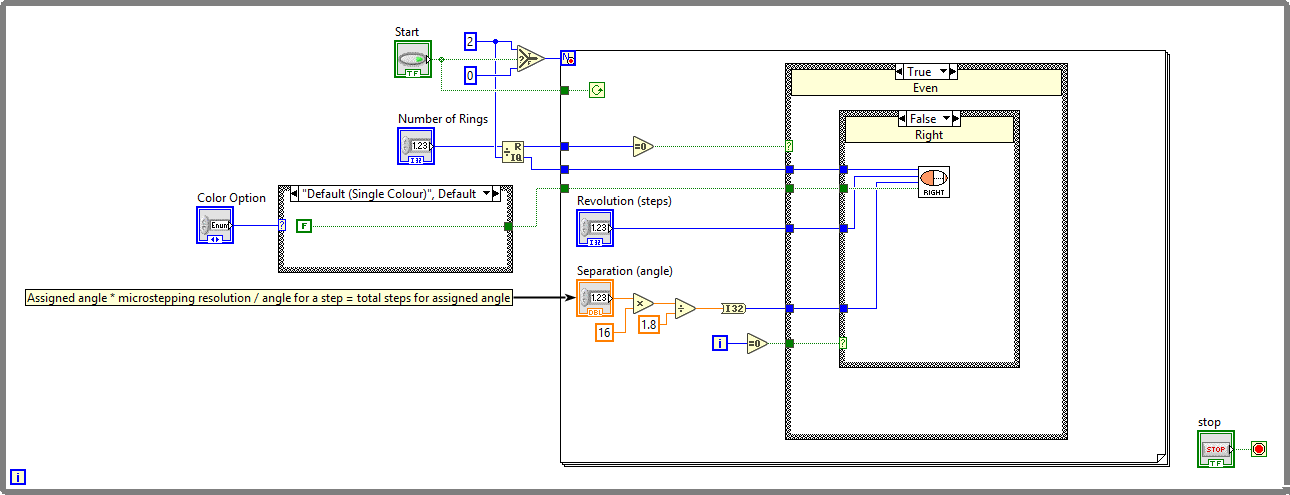 Start
TF
2
0
N
True
Even
False
Right
Number of Rings
1.23
I32
R
IQ
=0
?
RIGHT
Color Option
Enum
"Default (Single Colour)", Default
?
F
Revolution (steps)
1.23
I32
Separation (angle)
1.23
DBL
Assigned angle * microstepping resolution / angle for a step = total steps for assigned angle
×
÷
I32
16
1.8
i
=0
?
stop
STOP
TF
i